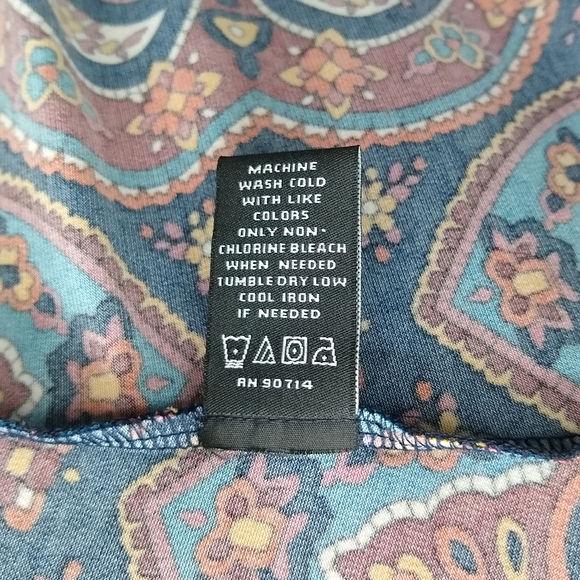 MACHINE
WASH COLD
WITH LIKE
COLORS
ONLY NON-
CHLORINE BLEACH
WHEN NEEDED
TUMBLE DRY LOW
COOL IRON
IF NEEDED
RN 90714